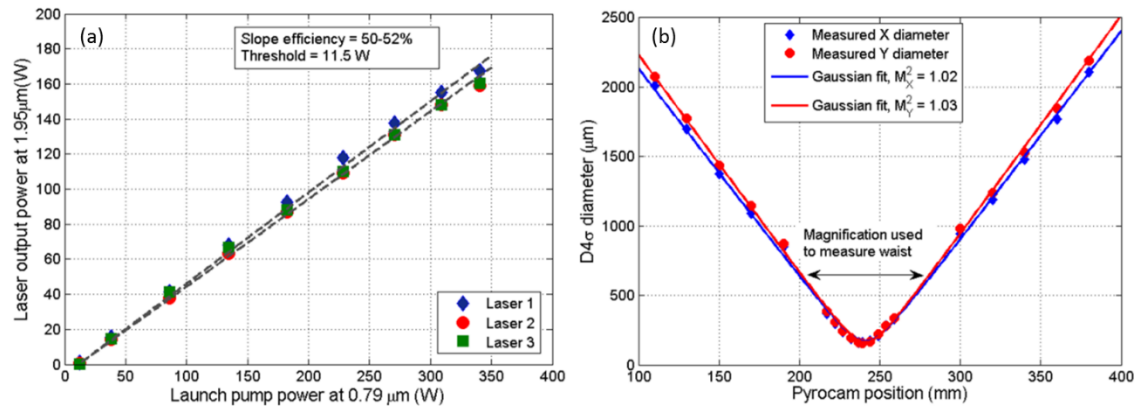 (a)
Slope efficiency = 50-52%
Threshold = 11.5 W
Laser output power at 1.95μm(W)
200
180
160
140
120
100
80
60
40
20
0
0 50 100 150 200 250 300 350 400
Launch pump power at 0.79 μm (W)
Laser 1
Laser 2
Laser 3
(b)
Measured X diameter
Measured Y diameter
Gaussian fit, M²X = 1.02
Gaussian fit, M²Y = 1.03
D4σ diameter (μm)
2500
2000
1500
1000
500
0
Magnification used
to measure waist
100 150 200 250 300 350 400
Pyrocam position (mm)